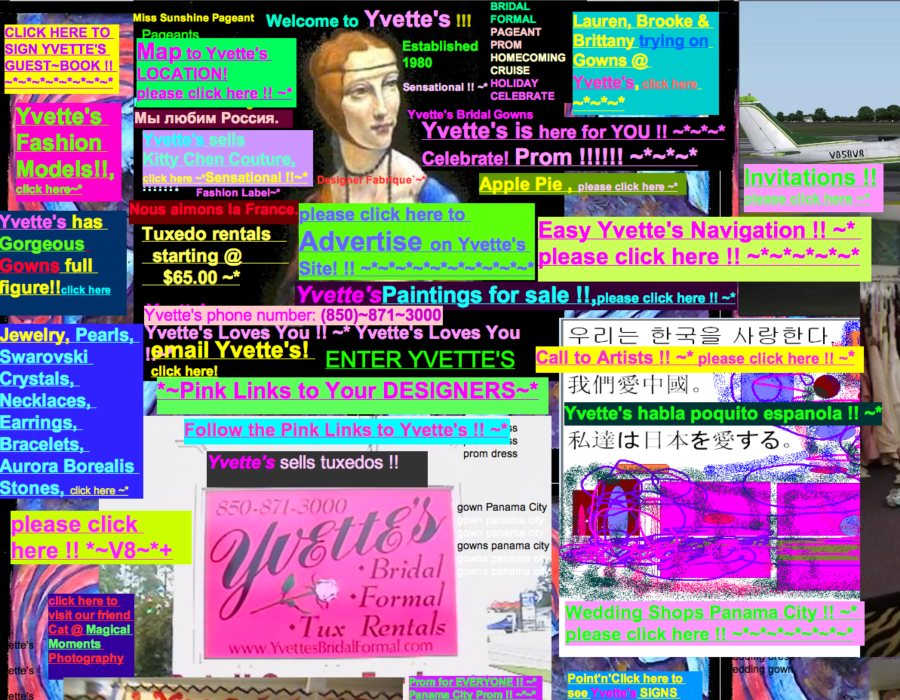 CLICK HERE TO
SIGN YVETTE'S
GUEST~BOOK !!
~*~*~*~*~*~*~*~
Miss Sunshine Pageant
Pageants
Map to Yvette's
LOCATION!
please click here !! ~*
Мы любим Россия.
Welcome to Yvette's !!!
Established
1980
Sensational !! ~*
BRIDAL
FORMAL
PAGEANT
PROM
HOMECOMING
CRUISE
HOLIDAY
CELEBRATE
Lauren, Brooke &
Brittany trying on
Gowns @
Yvette's, click here
~*~*~*~
Yvette's Bridal Gowns
Yvette's is here for YOU !! ~*~*~*
Celebrate! Prom !!!!!! ~*~*~*
V858VR
Yvette's
Fashion
Models!!,
click here~*
Yvette's sells
Kitty Chen Couture,
click here ~*Sensational !!~*
Fashion Label~*
Designer Fabrique`~*
Apple Pie , please click here !! ~*
Invitations !!
please click here ~*
Yvette's has
Gorgeous
Gowns full
figure!!click here
Nous aimons la France.
Tuxedo rentals
starting @
$65.00 ~*
please click here to
Advertise on Yvette's
Site! !! ~*~*~*~*~*~*~*~*~*~*~*
Easy Yvette's Navigation !! ~*
please click here !! ~*~*~*~*~*
Yvette's Paintings for sale !!,please click here !! ~*
Yvette's phone number: (850)~871~3000
Yvette's Loves You !! ~* Yvette's Loves You
!! ~*
email Yvette's!
click here!
ENTER YVETTE'S
우리는 한국을 사랑한다.
Call to Artists !! ~* please click here !! ~*
我們愛中國。
Yvette's habla poquito espanola !! ~*
私達は日本を愛する。
Jewelry, Pearls,
Swarovski
Crystals,
Necklaces,
Earrings,
Bracelets,
Aurora Borealis
Stones, click here ~*
*~Pink Links to Your DESIGNERS~*
Follow the Pink Links to Yvette's !! ~*
prom dress
Yvette's sells tuxedos !!
please click
here !! *~V8~*+
850-871-3000
Yvette's
•Bridal
•Formal
•Tux Rentals
www.YvettesBridalFormal.com
gown Panama City
gown panama city
gowns panama city
gowns panama city
gowns panama city
click here to
visit our friend
Cat @ Magical
Moments
Photography
Wedding Shops Panama City !! ~*
please click here !! ~*~*~*~*~*~*
wedding dress
Prom for EVERYONE !! ~*
Panama City Prom !! ~*~*
Point'n'Click here to
see Yvette's SIGNS